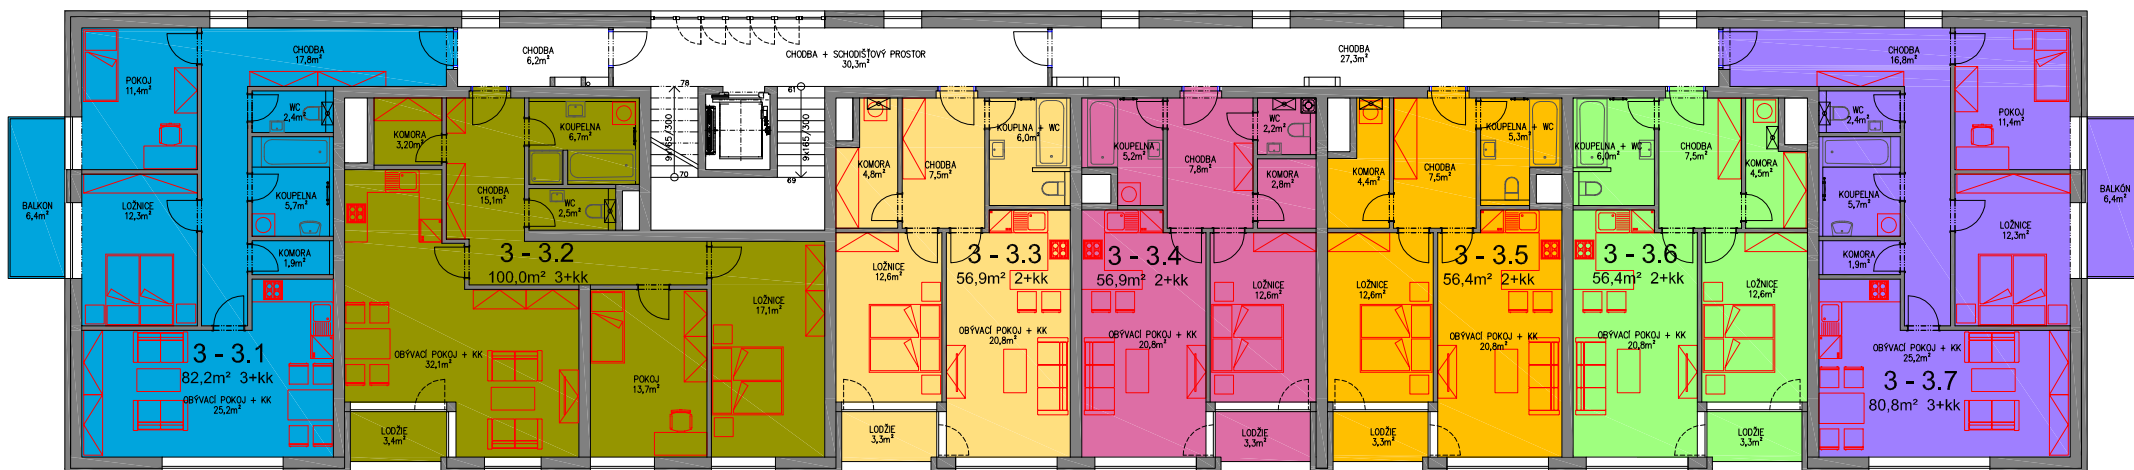 CHODBA
17,8m²
POKOJ
11,4m²
WC
2,4m²
KOUPELNA
5,7m²
KOMORA
1,9m²
LOŽNICE
12,3m²
BALKÓN
6,4m²
3 - 3.1
82,2m² 3+kk
OBÝVACÍ POKOJ + KK
25,2m²
CHODBA
6,2m²
CHODBA + SCHODIŠŤOVÝ PROSTOR
30,3m²
78
9x165/300
70
61
9x165/300
69
CHODBA
27,3m²
KOMORA
3,20m²
KOUPELNA
6,7m²
CHODBA
15,1m²
WC
2,5m²
3 - 3.2
100,0m² 3+kk
OBÝVACÍ POKOJ + KK
32,1m²
POKOJ
13,7m²
LOŽNICE
17,1m²
LODŽIE
3,4m²
KOMORA
4,8m²
CHODBA
7,5m²
KOUPLNA + WC
6,0m²
3 - 3.3
56,9m² 2+kk
LOŽNICE
12,6m²
OBÝVACÍ POKOJ + KK
20,8m²
LODŽIE
3,3m²
KOUPELNA
5,2m²
CHODBA
7,8m²
WC
2,2m²
KOMORA
2,8m²
3 - 3.4
56,9m² 2+kk
LOŽNICE
12,6m²
OBÝVACÍ POKOJ + KK
20,8m²
LODŽIE
3,3m²
KOMORA
4,4m²
CHODBA
7,5m²
KOUPELNA + WC
5,3m²
3 - 3.5
56,4m² 2+kk
LOŽNICE
12,6m²
OBÝVACÍ POKOJ + KK
20,8m²
LODŽIE
3,3m²
KOUPELNA + WC
6,0m²
CHODBA
7,5m²
KOMORA
4,5m²
3 - 3.6
56,4m² 2+kk
LOŽNICE
12,6m²
OBÝVACÍ POKOJ + KK
20,8m²
LODŽIE
3,3m²
CHODBA
16,8m²
WC
2,4m²
POKOJ
11,4m²
KOUPELNA
5,7m²
KOMORA
1,9m²
LOŽNICE
12,3m²
BALKÓN
6,4m²
OBÝVACÍ POKOJ + KK
25,2m²
3 - 3.7
80,8m² 3+kk